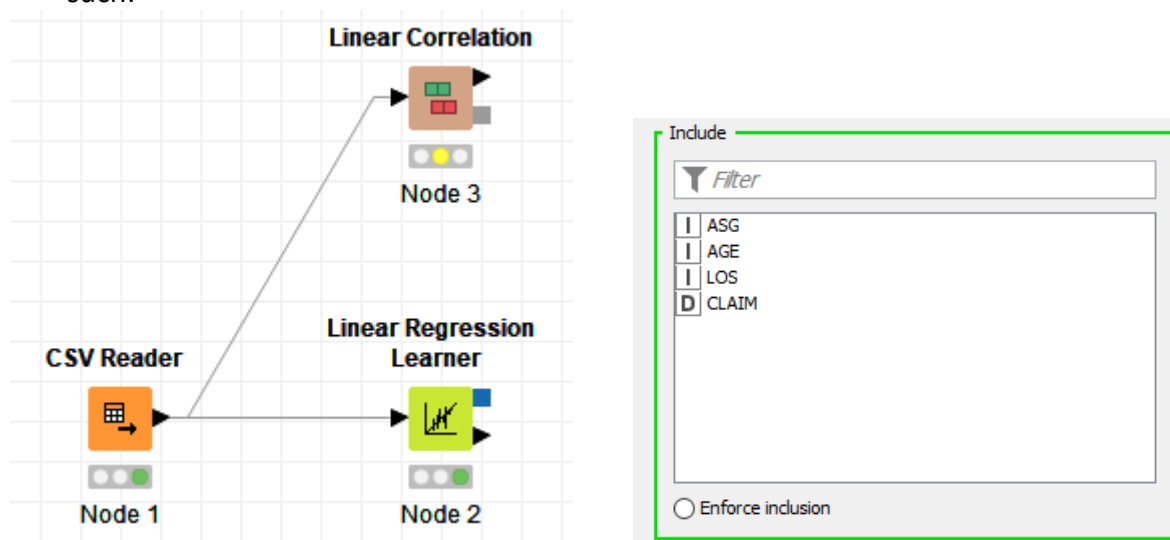 such.
Linear Correlation
Node 3
CSV Reader
Node 1
Linear Regression
Learner
Node 2
Include
Filter
I ASG
I AGE
I LOS
D CLAIM
Enforce inclusion